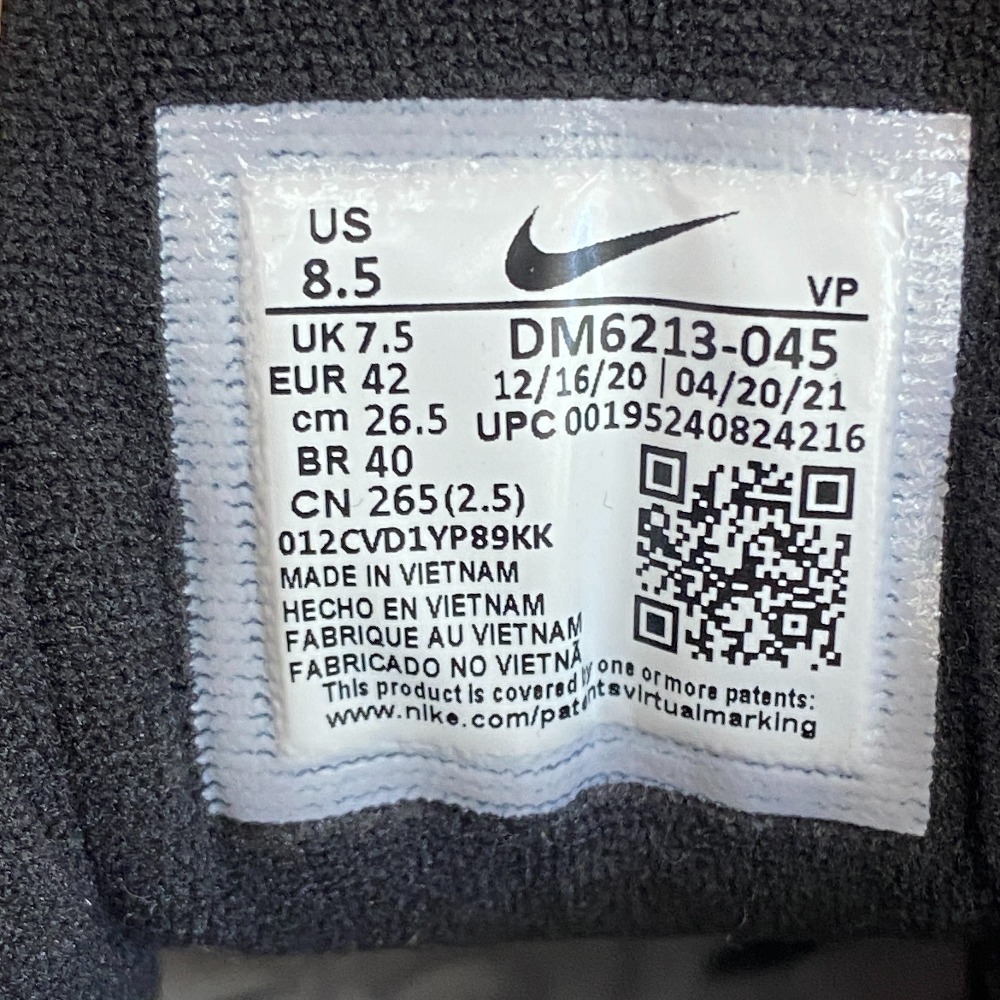 US
8.5
VP
UK 7.5
DM6213-045
EUR 42
12/16/20 | 04/20/21
cm 26.5
UPC 00195240824216
BR 40
CN 265(2.5)
012CVD1YP89KK
MADE IN VIETNAM
HECHO EN VIETNAM
FABRIQUE AU VIETNAM
FABRICADO NO VIETNÃ
This product is covered by one or more patents:
www.nike.com/patentsvirtualmarking